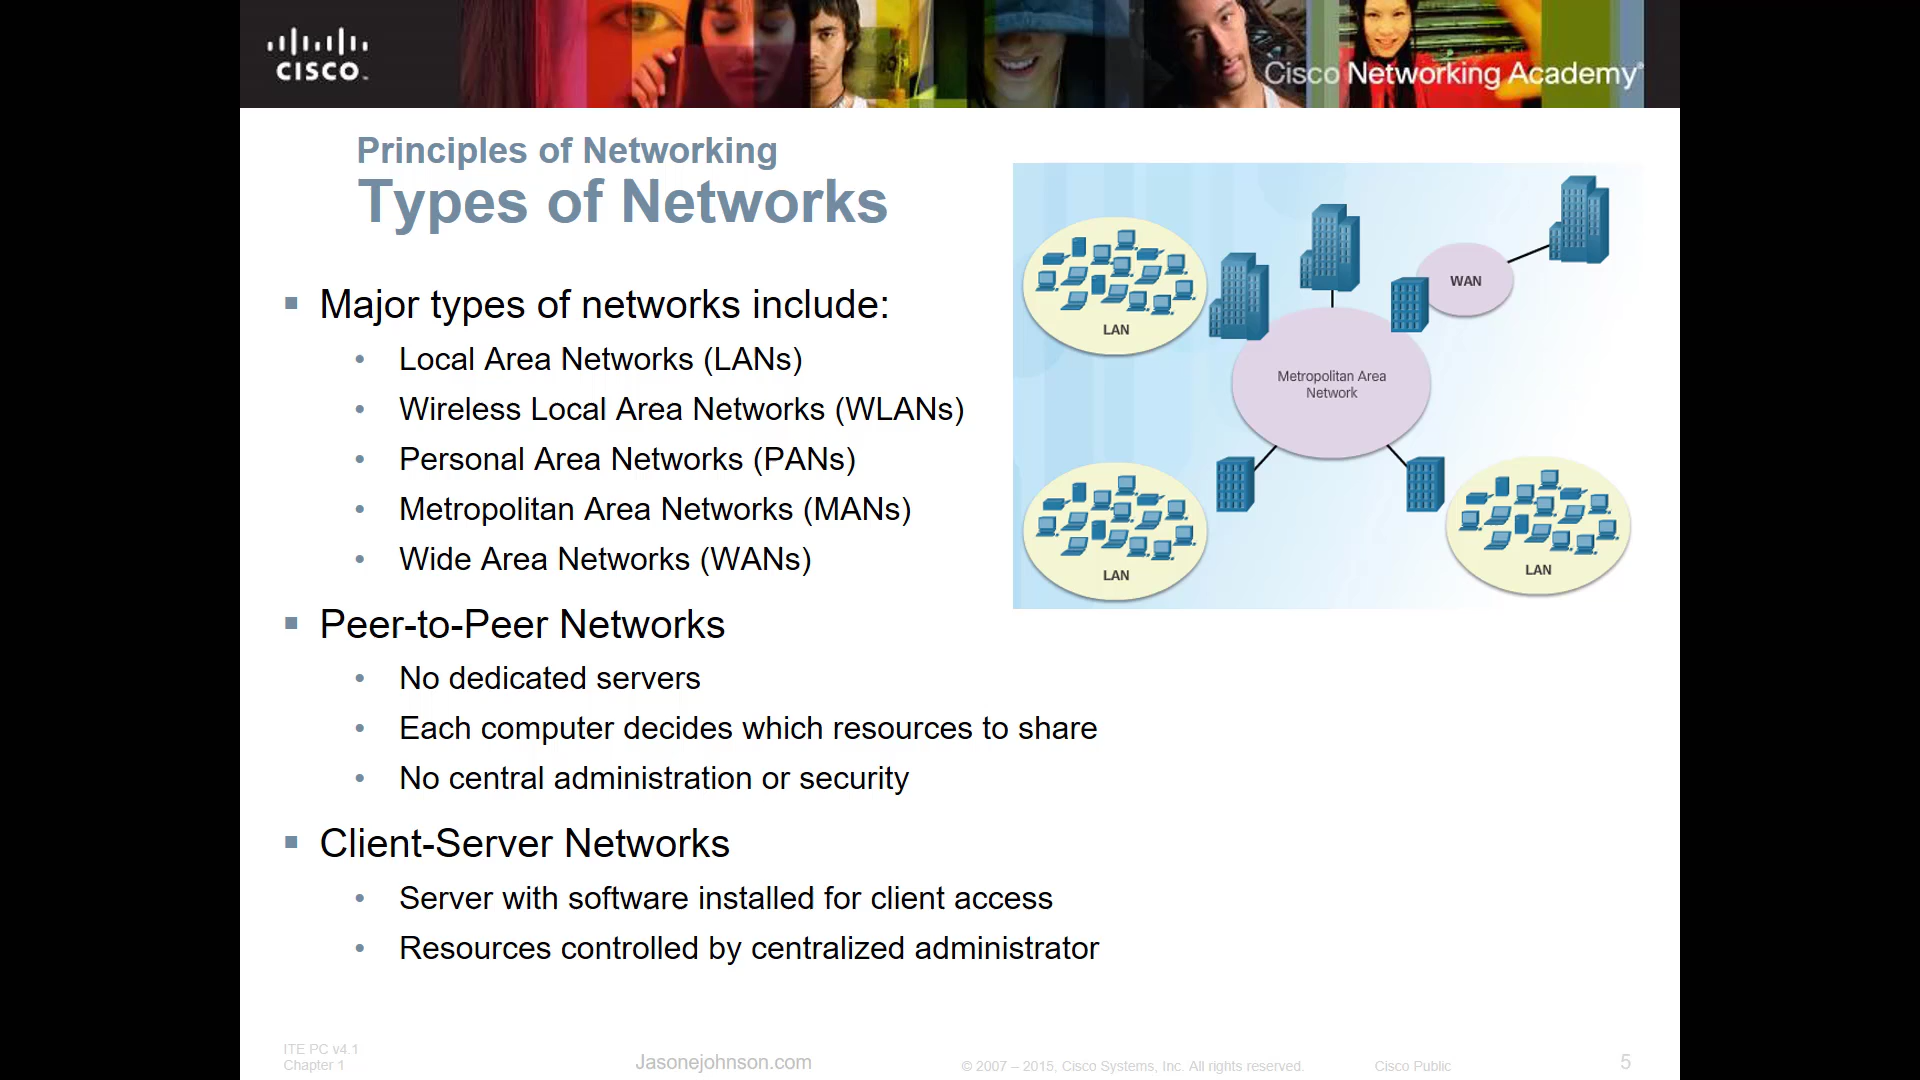 CISCO
Cisco Networking Academy®
Principles of Networking
Types of Networks
▪ Major types of networks include:
• Local Area Networks (LANs)
• Wireless Local Area Networks (WLANs)
• Personal Area Networks (PANs)
• Metropolitan Area Networks (MANs)
• Wide Area Networks (WANs)
▪ Peer-to-Peer Networks
• No dedicated servers
• Each computer decides which resources to share
• No central administration or security
▪ Client-Server Networks
• Server with software installed for client access
• Resources controlled by centralized administrator
LAN
WAN
Metropolitan Area
Network
LAN
LAN
ITE PC v4.1
Chapter 1
Jasonejohnson.com
© 2007 – 2015, Cisco Systems, Inc. All rights reserved.
Cisco Public
5